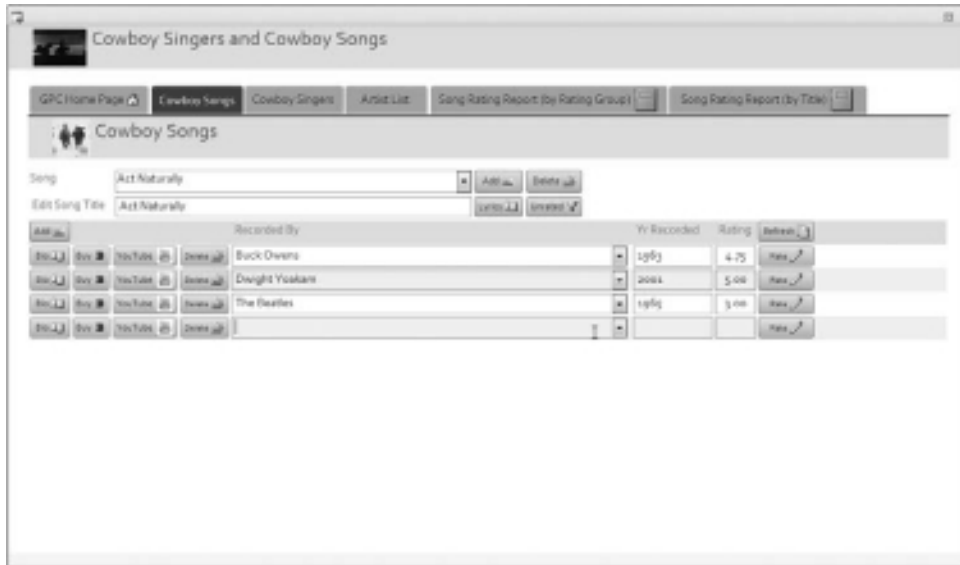 Cowboy Singers and Cowboy Songs
GPC Home Page Cowboy Songs Cowboy Singers Artist List Song Rating Report (by Rating Group) Song Rating Report (by Title)
Cowboy Songs
Song Act Naturally Add Delete
Edit Song Title Act Naturally Lyrics Unrated
Add Recorded By Yr Recorded Rating Refresh
Bio Buy YouTube Delete Buck Owens 1963 4.75 Rate
Bio Buy YouTube Delete Dwight Yoakam 2001 5.00 Rate
Bio Buy YouTube Delete The Beatles 1965 3.00 Rate
Bio Buy YouTube Delete Rate